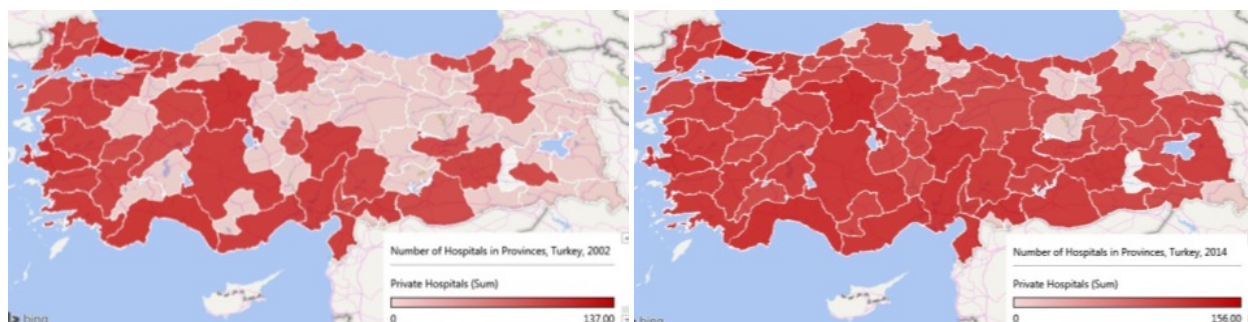 Number of Hospitals in Provinces, Turkey, 2002
Private Hospitals (Sum)
0 137.00
bing
Number of Hospitals in Provinces, Turkey, 2014
Private Hospitals (Sum)
0 156.00
bing